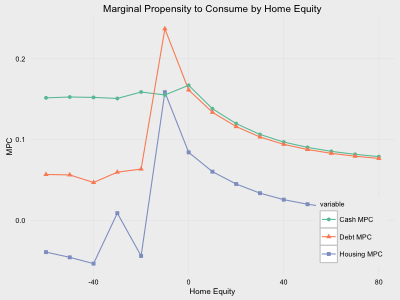 Marginal Propensity to Consume by Home Equity
0.2
0.1
0.0
MPC
variable
Cash MPC
Debt MPC
Housing MPC
-40
0
40
80
Home Equity